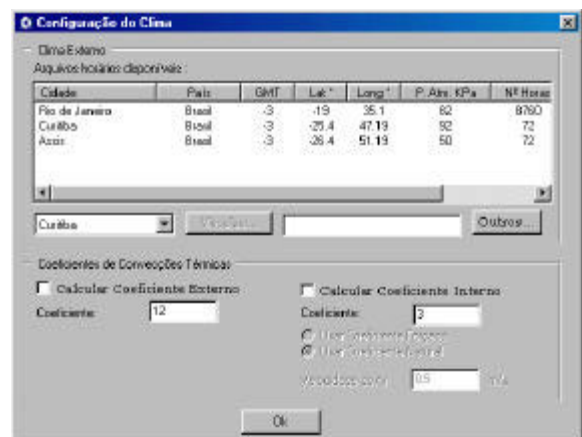 Configuração do Clima
Clima Externo
Arquivos horários disponíveis :
Cidade País GMT Lat ° Long ° P. Atm. KPa Nº Horas
Rio de Janeiro Brasil -3 -19 35.1 82 8760
Curitiba Brasil -3 -25.4 47.19 92 72
Assis Brasil -3 -26.4 51.19 50 72
Curitiba Outros...
Coeficientes de Convecções Térmicas
Calcular Coeficiente Externo
Calcular Coeficiente Interno
Coeficiente: 12
Coeficiente: 3
0.5 m/s
Ok